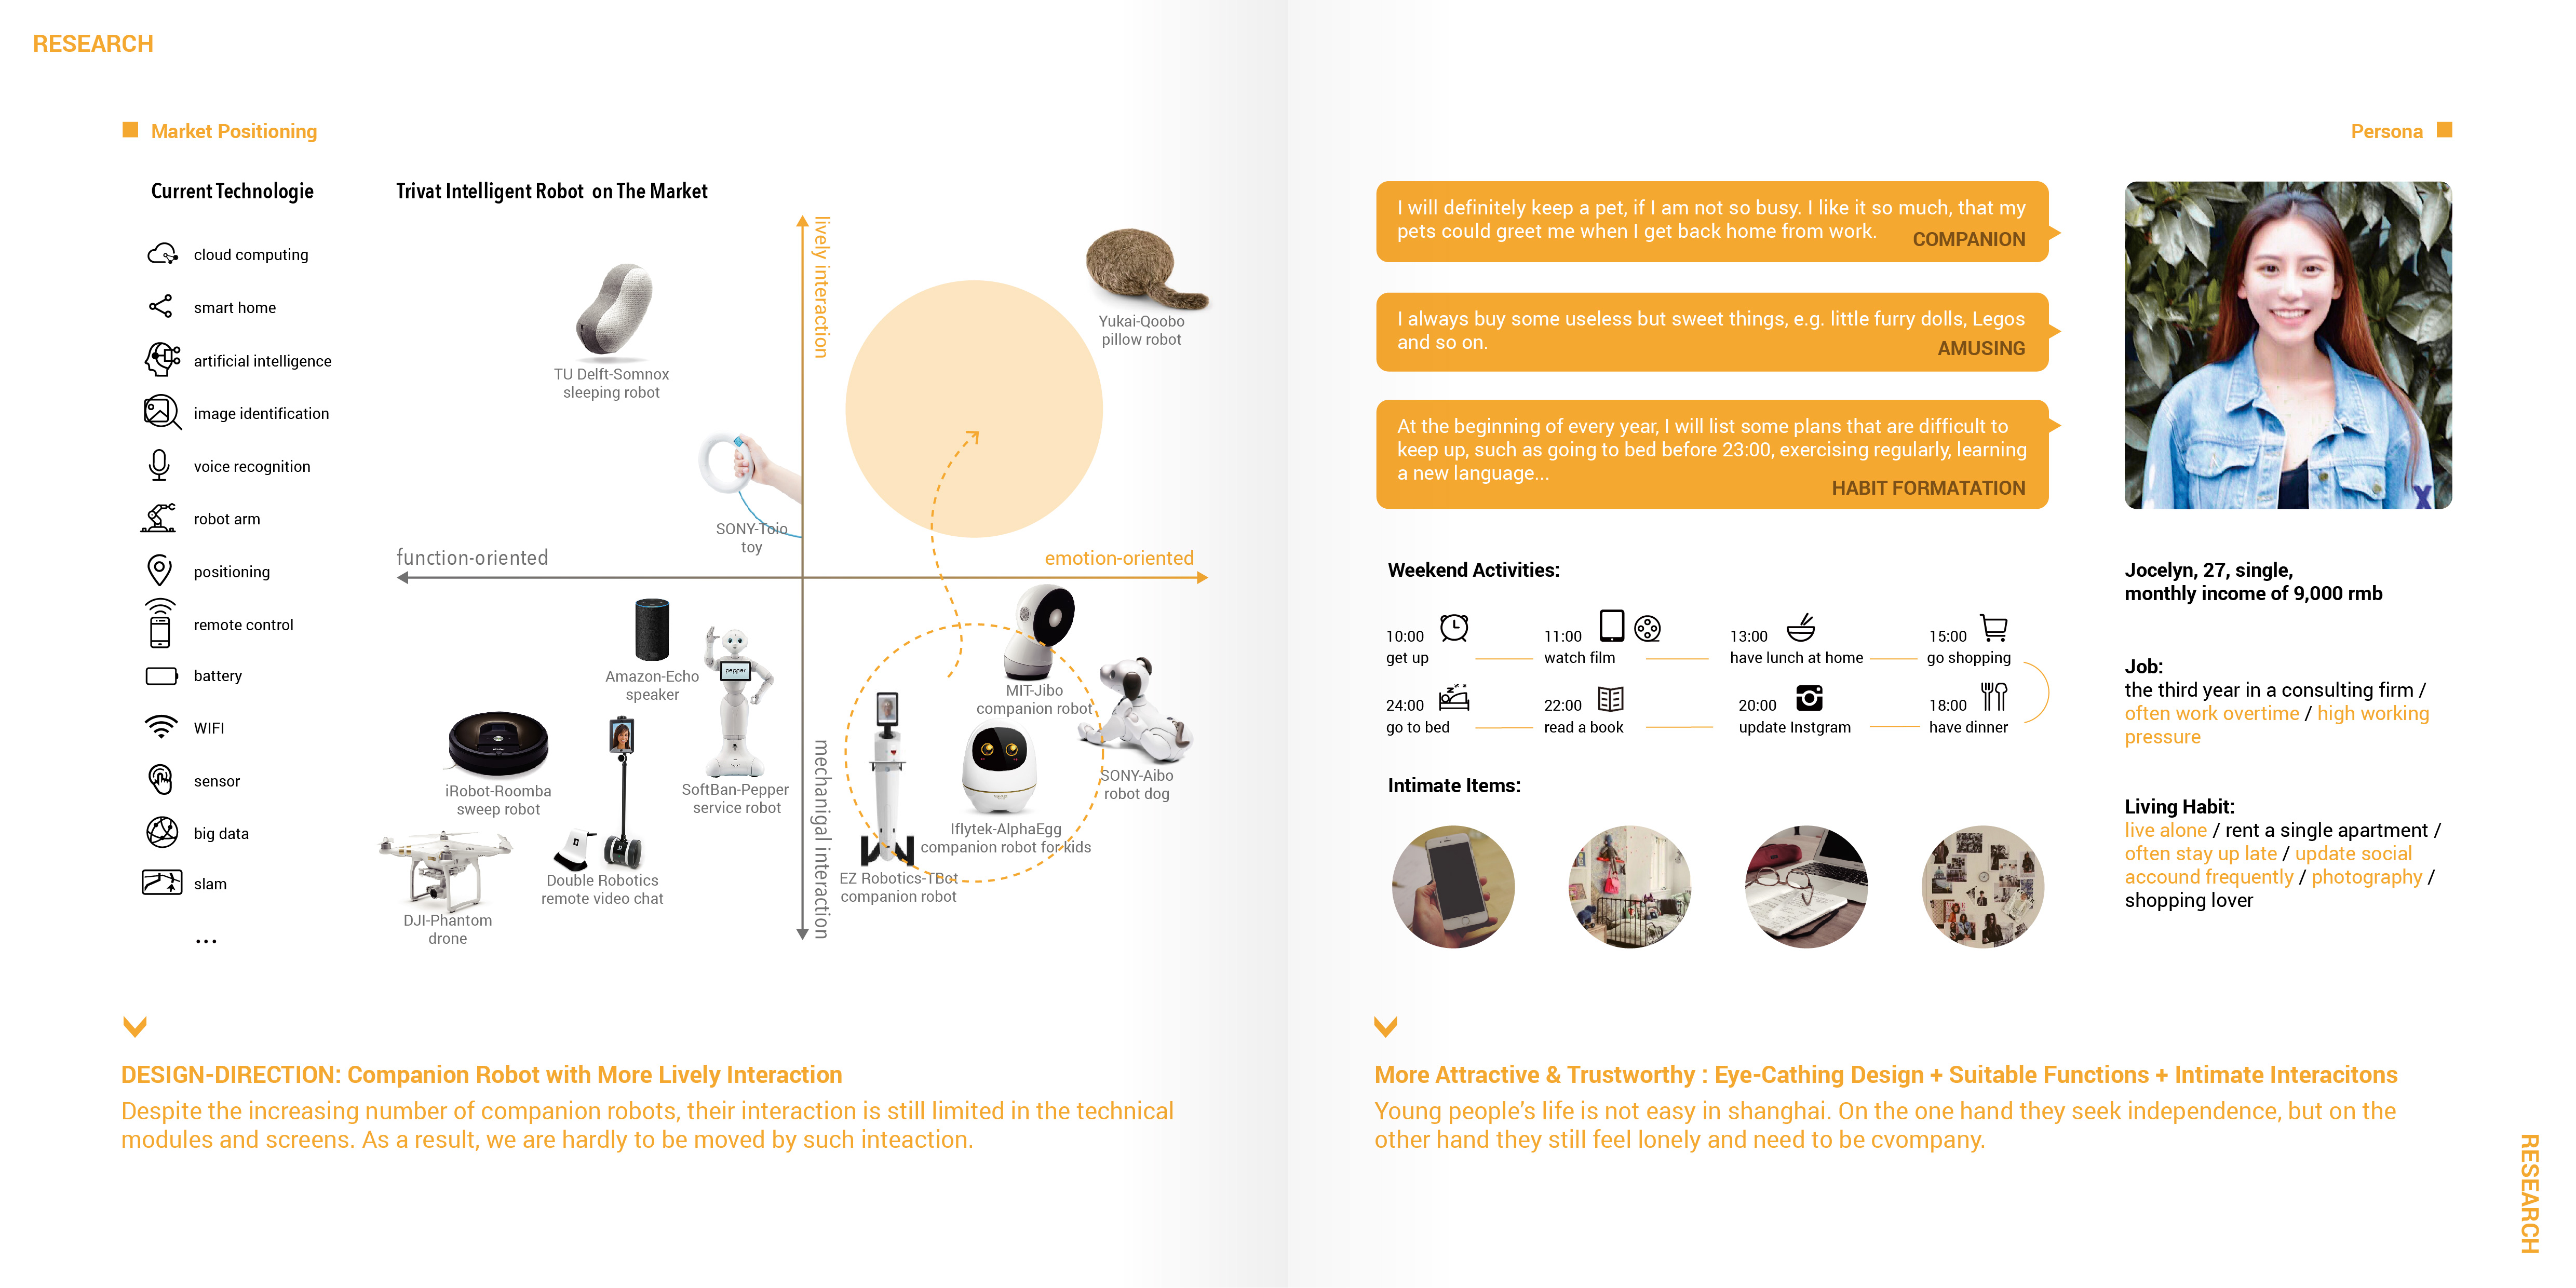 RESEARCH
Market Positioning
Current Technologie
cloud computing
smart home
artificial intelligence
image identification
voice recognition
robot arm
positioning
remote control
battery
WIFI
sensor
big data
slam
...
Trivat Intelligent Robot on The Market
lively interaction
mechanigal interaction
function-oriented
emotion-oriented
TU Delft-Somnox
sleeping robot
Yukai-Qoobo
pillow robot
SONY-Toio
toy
Amazon-Echo
speaker
pepper
SoftBan-Pepper
service robot
iRobot-Roomba
sweep robot
Double Robotics
remote video chat
DJI-Phantom
drone
MIT-Jibo
companion robot
SONY-Aibo
robot dog
Iflytek-AlphaEgg
companion robot for kids
EZ Robotics-TBot
companion robot
DESIGN-DIRECTION: Companion Robot with More Lively Interaction
Despite the increasing number of companion robots, their interaction is still limited in the technical
modules and screens. As a result, we are hardly to be moved by such inteaction.
Persona
I will definitely keep a pet, if I am not so busy. I like it so much, that my
pets could greet me when I get back home from work.
COMPANION
I always buy some useless but sweet things, e.g. little furry dolls, Legos
and so on.
AMUSING
At the beginning of every year, I will list some plans that are difficult to
keep up, such as going to bed before 23:00, exercising regularly, learning
a new language...
HABIT FORMATATION
Weekend Activities:
10:00
get up
11:00
watch film
13:00
have lunch at home
15:00
go shopping
18:00
have dinner
20:00
update Instgram
22:00
read a book
24:00
go to bed
Intimate Items:
Jocelyn, 27, single,
monthly income of 9,000 rmb
Job:
the third year in a consulting firm /
often work overtime / high working
pressure
Living Habit:
live alone / rent a single apartment /
often stay up late / update social
accound frequently / photography /
shopping lover
More Attractive & Trustworthy : Eye-Cathing Design + Suitable Functions + Intimate Interacitons
Young people's life is not easy in shanghai. On the one hand they seek independence, but on the
other hand they still feel lonely and need to be cvompany.
RESEARCH